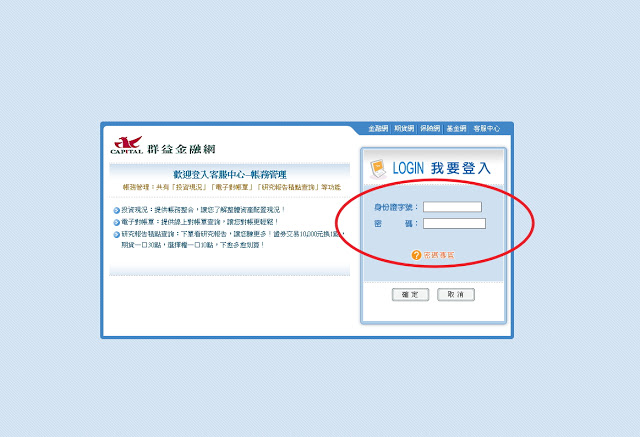 金融網 期貨網 保險網 基金網 客服中心
CAPITAL 群益金融網
歡迎登入客服中心─帳務管理
帳務管理：共有「投資現況」「電子對帳單」「研究報告積點查詢」等功能
投資現況：提供帳務整合，讓您了解整體資產配置現況！
電子對帳單：提供線上對帳單查詢，讓您對帳更輕鬆！
研究報告積點查詢：下單看研究報告，讓您賺更多！證券交易10,000元換1點，
期貨一口30點，選擇權一口10點，下愈多愈划算！
LOGIN 我要登入
身份證字號：
密 碼：
密碼專區
確 定 取 消